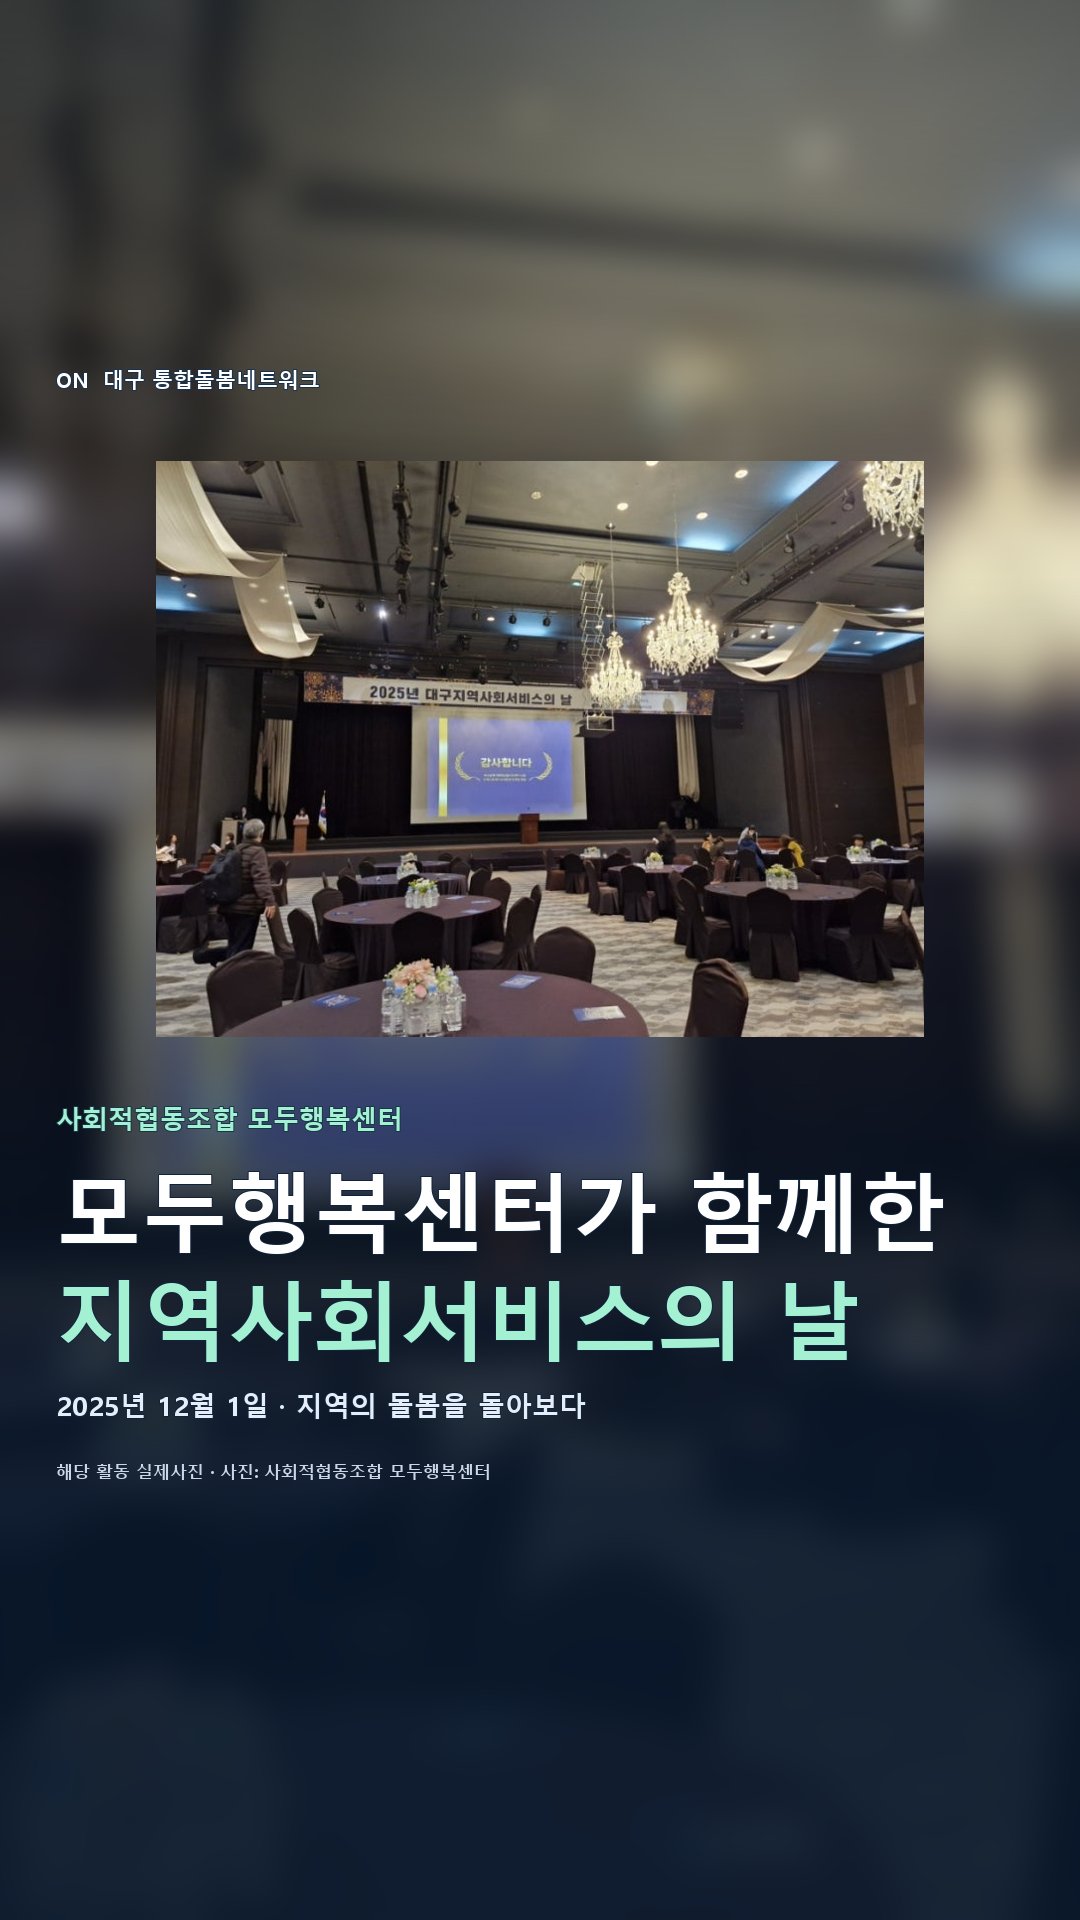 ON 대구 통합돌봄네트워크
2025년 대구지역사회서비스의 날
감사합니다
사회적협동조합 모두행복센터
모두행복센터가 함께한
지역사회서비스의 날
2025년 12월 1일 · 지역의 돌봄을 돌아보다
해당 활동 실제사진 · 사진: 사회적협동조합 모두행복센터